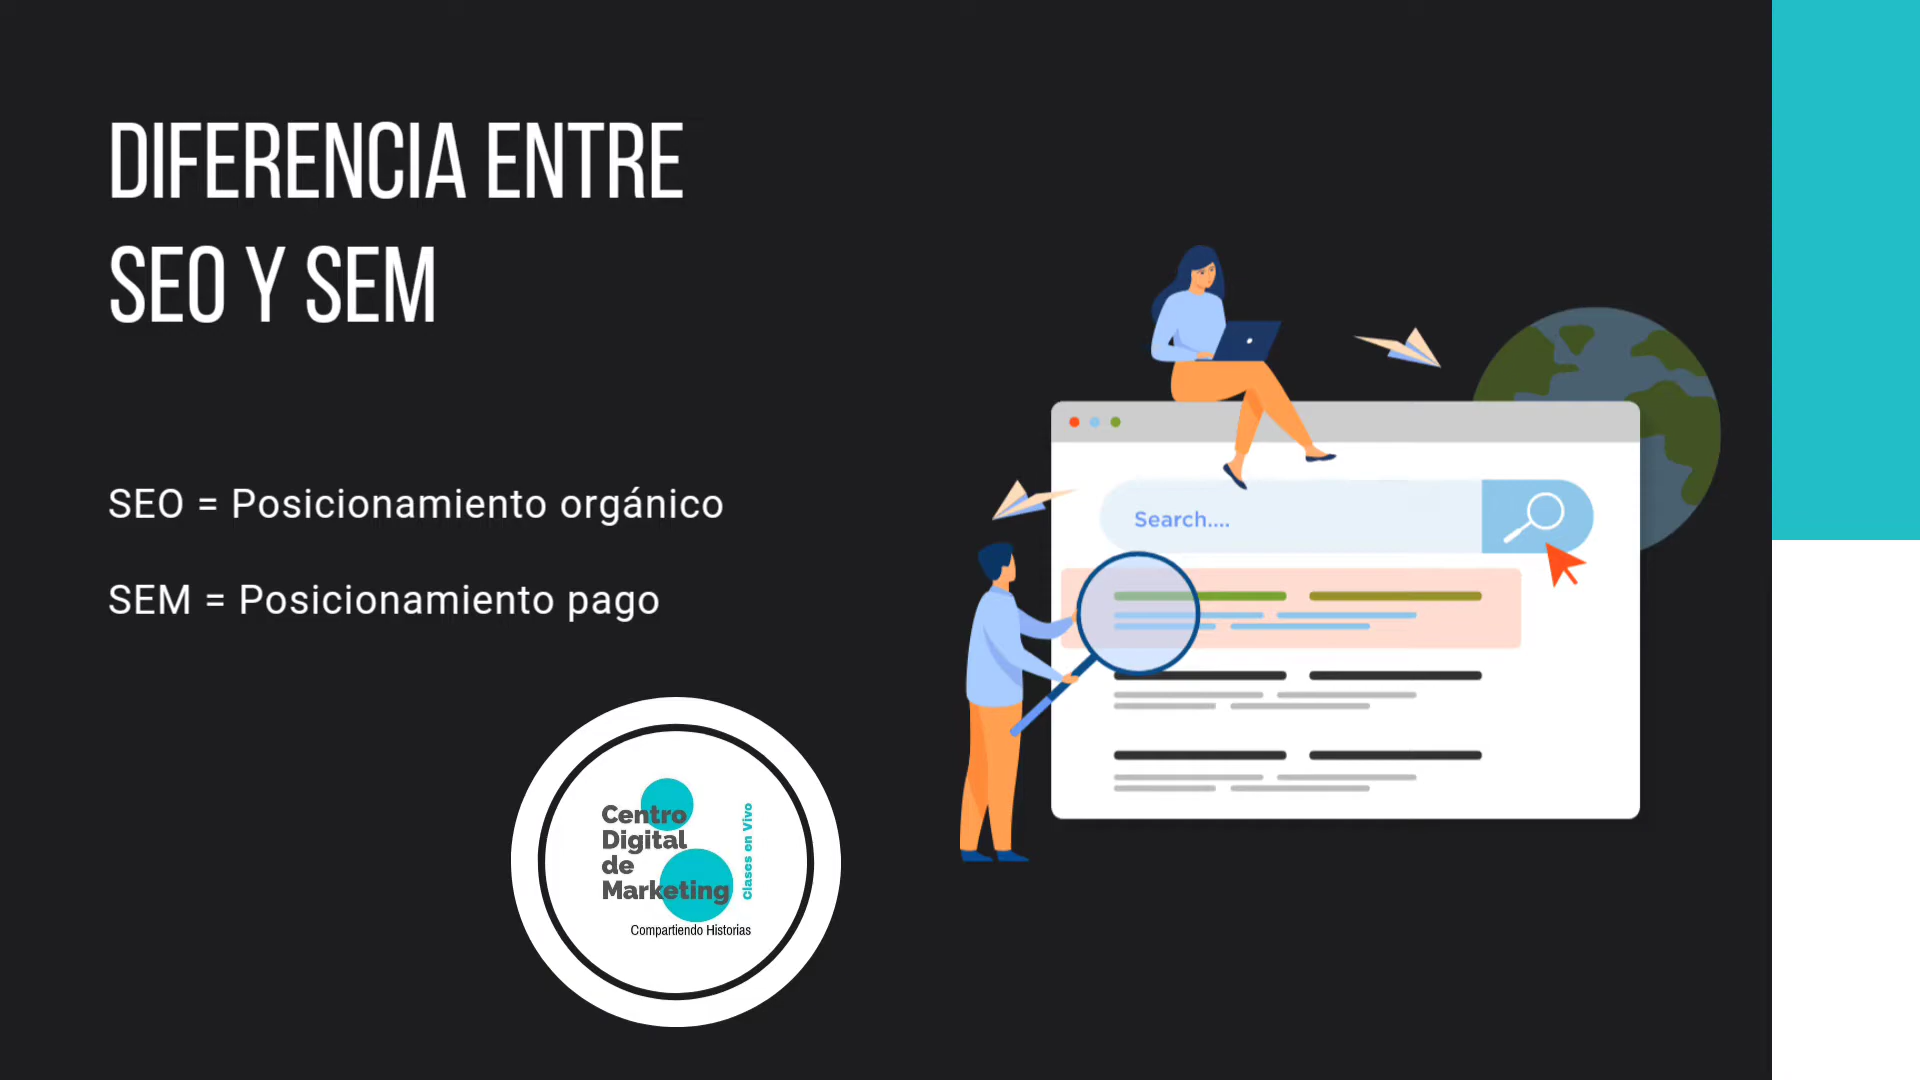 DIFERENCIA ENTRE
SEO Y SEM
SEO = Posicionamiento orgánico
SEM = Posicionamiento pago
Search....
Centro
Digital
de
Marketing
Clases en Vivo
Compartiendo Historias